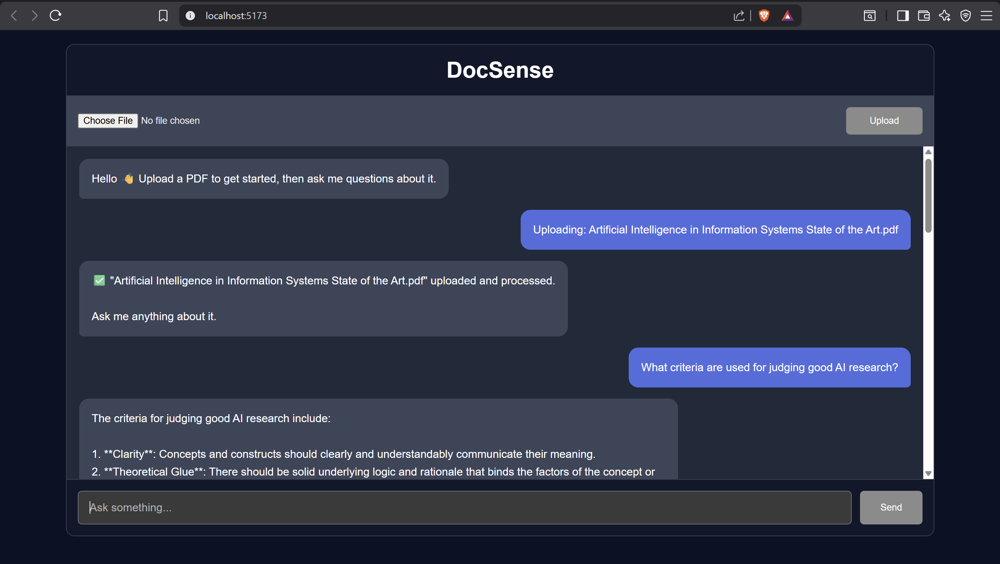 localhost:5173
DocSense
Choose File No file chosen
Upload
Hello 👋 Upload a PDF to get started, then ask me questions about it.
Uploading: Artificial Intelligence in Information Systems State of the Art.pdf
✅ "Artificial Intelligence in Information Systems State of the Art.pdf" uploaded and processed.
Ask me anything about it.
What criteria are used for judging good AI research?
The criteria for judging good AI research include:
1. **Clarity**: Concepts and constructs should clearly and understandably communicate their meaning.
2. **Theoretical Glue**: There should be solid underlying logic and rationale that binds the factors of the concept or
Ask something...
Send